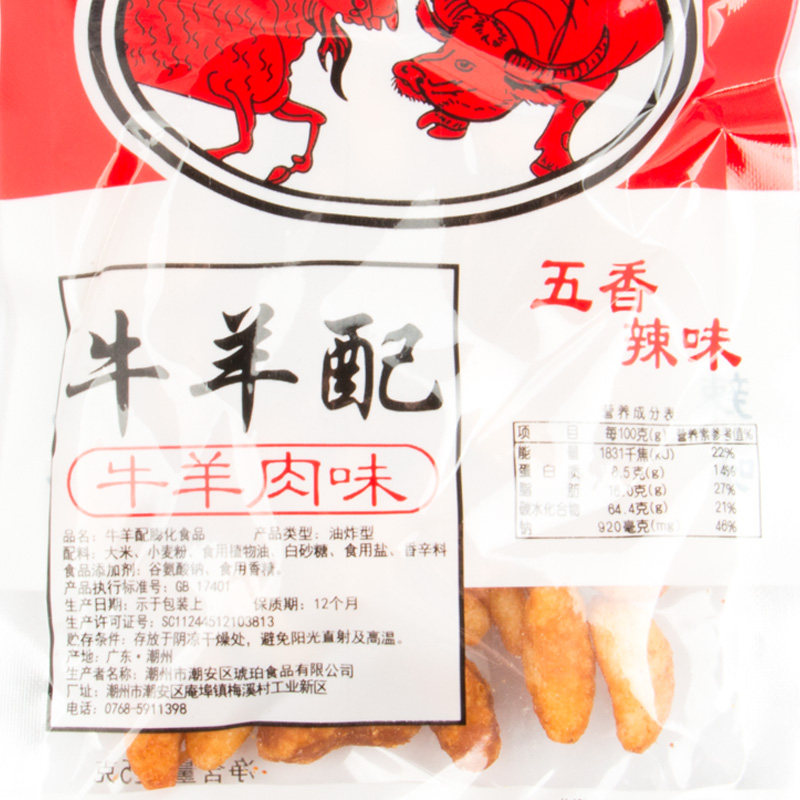 五香
辣味
牛羊配
牛羊肉味
营养成分表
项 目 每100克(g) 营养素参考值%
能 量 1831千焦(kJ) 22%
蛋白质 8.5克(g) 14%
脂 肪 16.0克(g) 27%
碳水化合物 64.4克(g) 21%
钠 920毫克(mg) 46%
品名：牛羊配膨化食品 产品类型：油炸型
配料：大米、小麦粉、食用植物油、白砂糖、食用盐、香辛料
食品添加剂：谷氨酸钠、食用香精。
产品执行标准号：GB 17401
生产日期：示于包装上 保质期：12个月
生产许可证号：SC11244512103813
贮存条件：存放于阴凉干燥处，避免阳光直射及高温。
产地：广东·潮州
生产者名称：潮州市潮安区琥珀食品有限公司
厂址：潮州市潮安区庵埠镇梅溪村工业新区
电话：0768-5911398
净含量